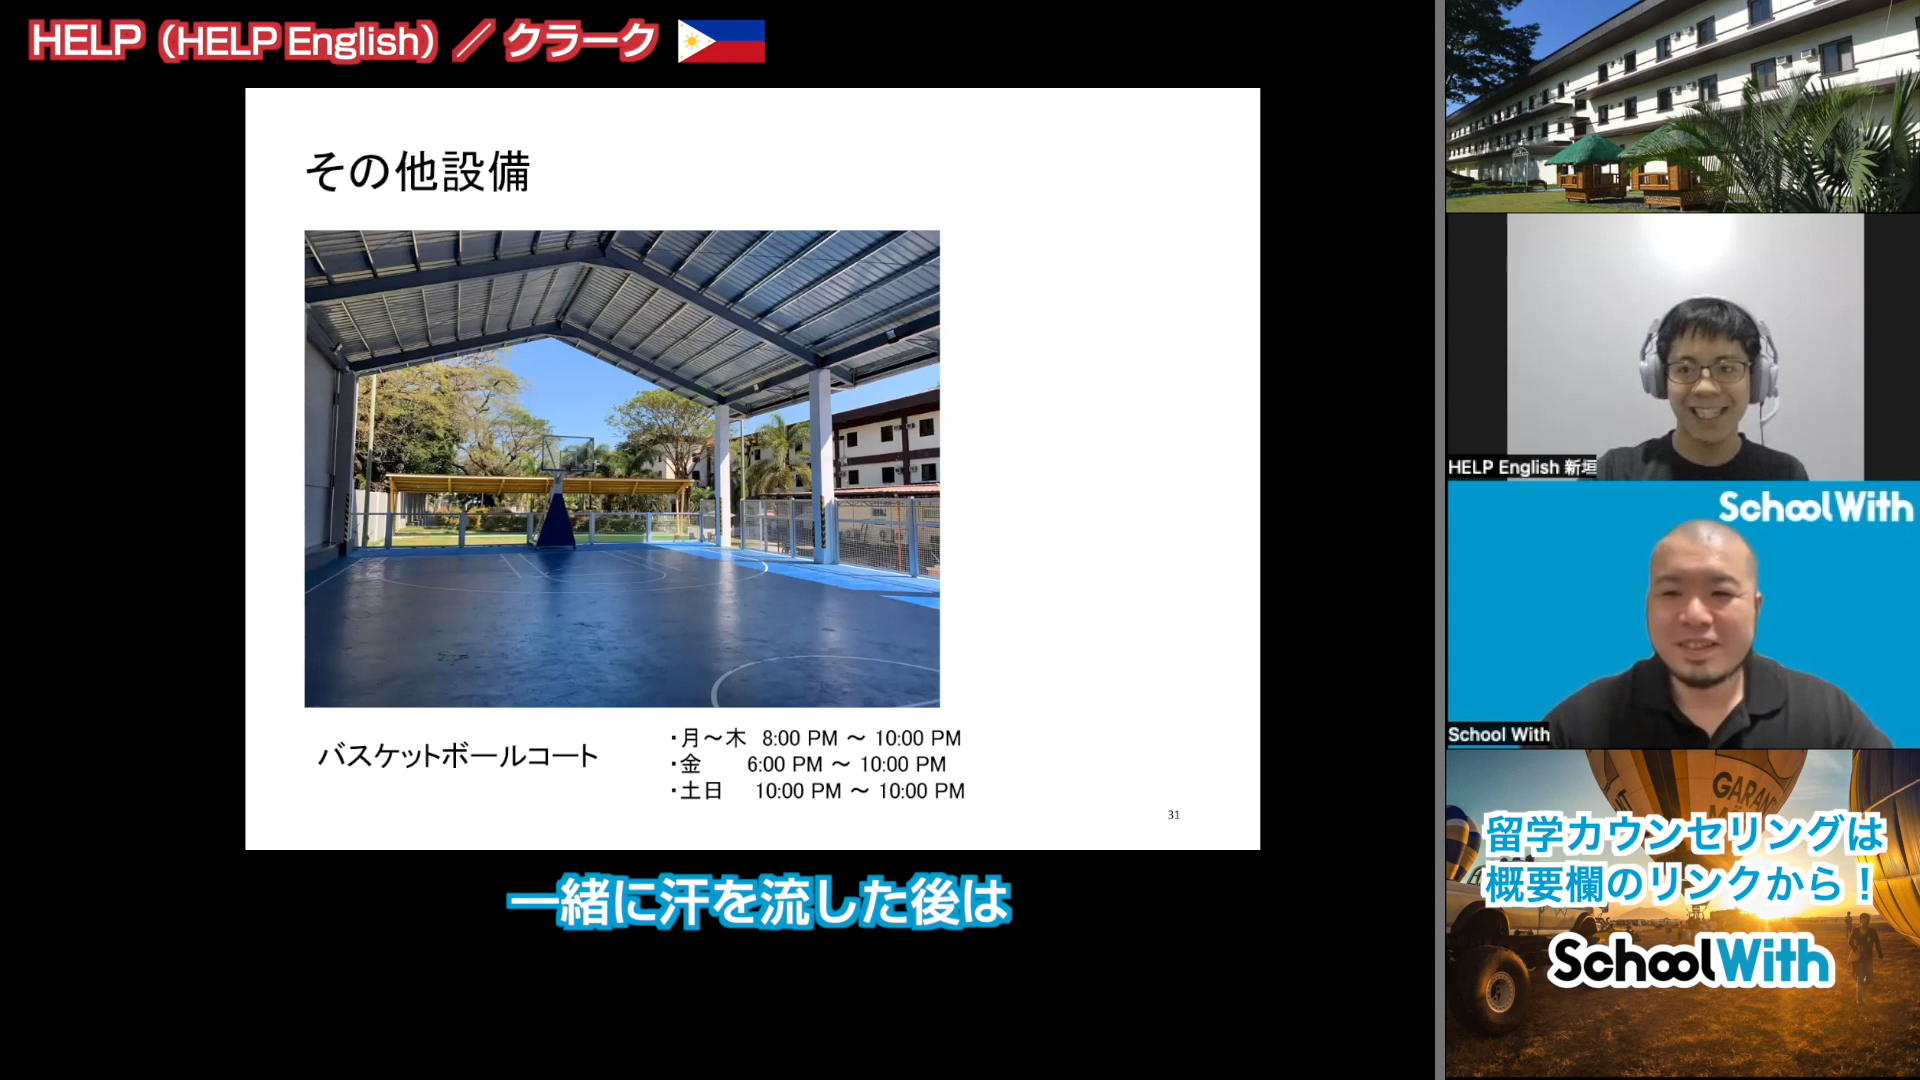 HELP（HELP English）／クラーク
その他設備
バスケットボールコート
・月～木 8:00 PM ～ 10:00 PM
・金 6:00 PM ～ 10:00 PM
・土日 10:00 PM ～ 10:00 PM
31
一緒に汗を流した後は
HELP English 新垣
SchoolWith
School With
GARAN
留学カウンセリングは
概要欄のリンクから！
SchoolWith